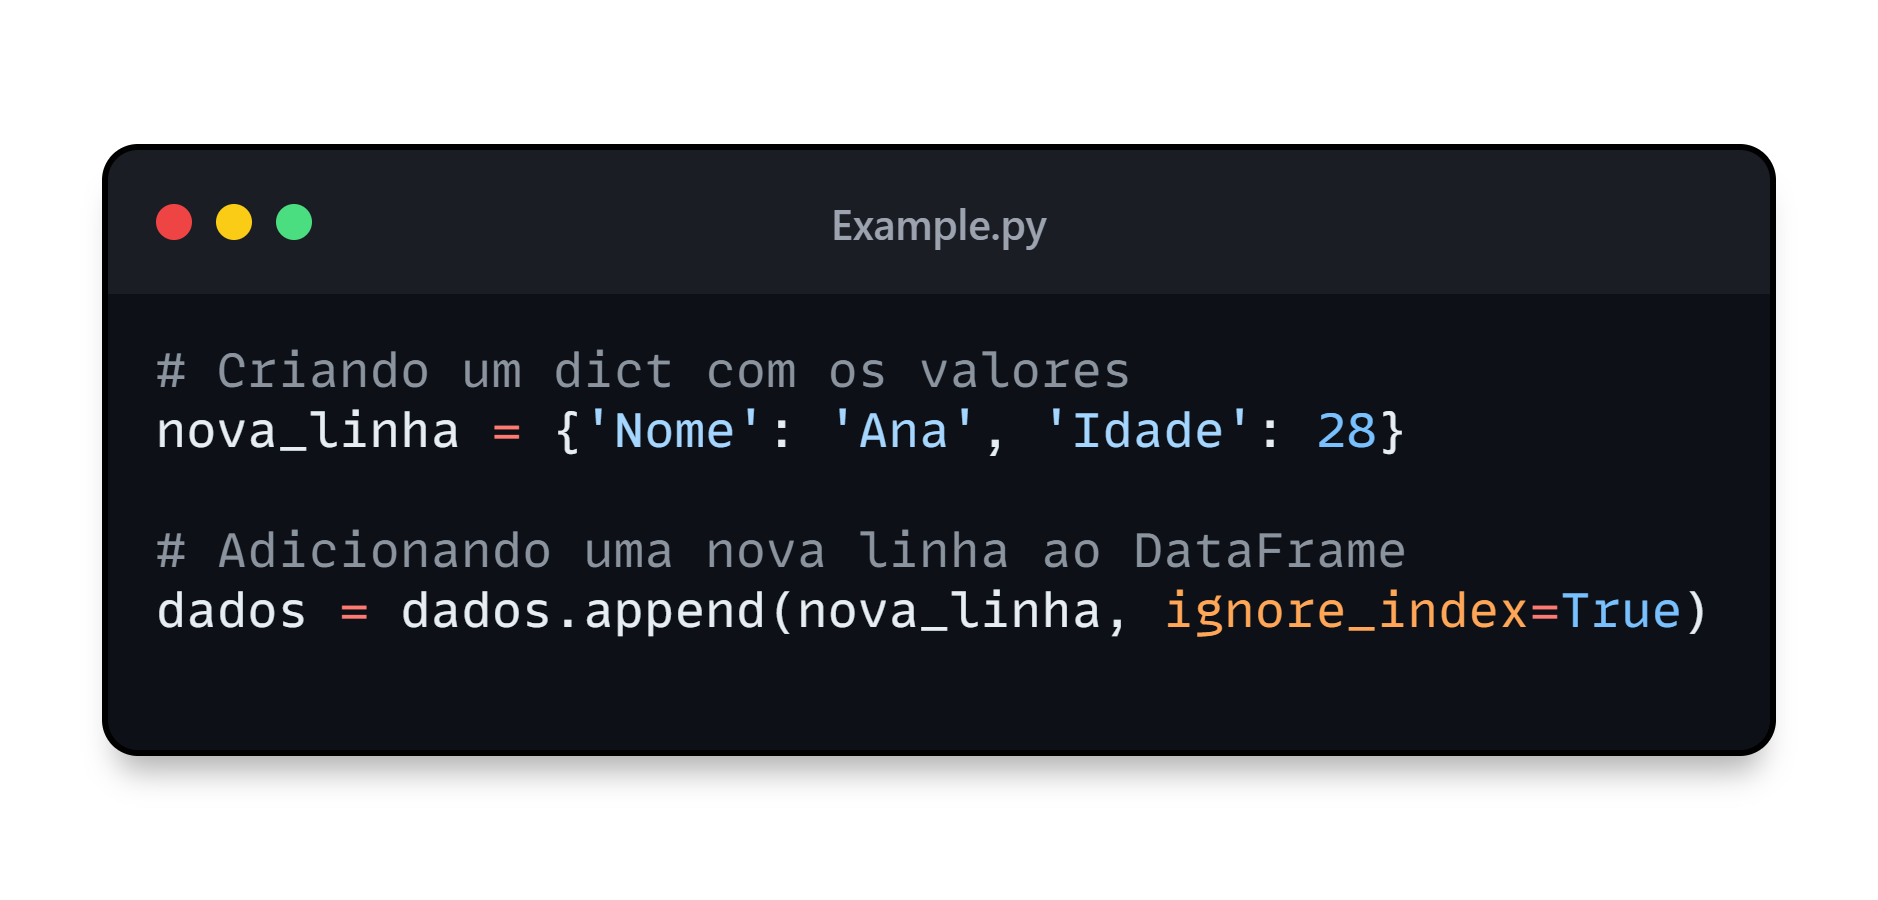 Example.py
# Criando um dict com os valores
nova_linha = {'Nome': 'Ana', 'Idade': 28}
# Adicionando uma nova linha ao DataFrame
dados = dados.append(nova_linha, ignore_index=True)